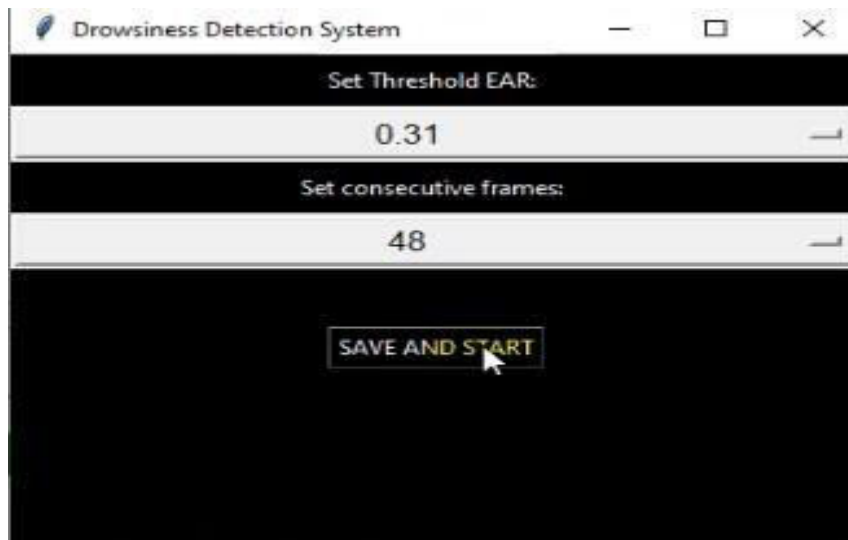 Drowsiness Detection System
Set Threshold EAR:
0.31
Set consecutive frames:
48
SAVE AND START